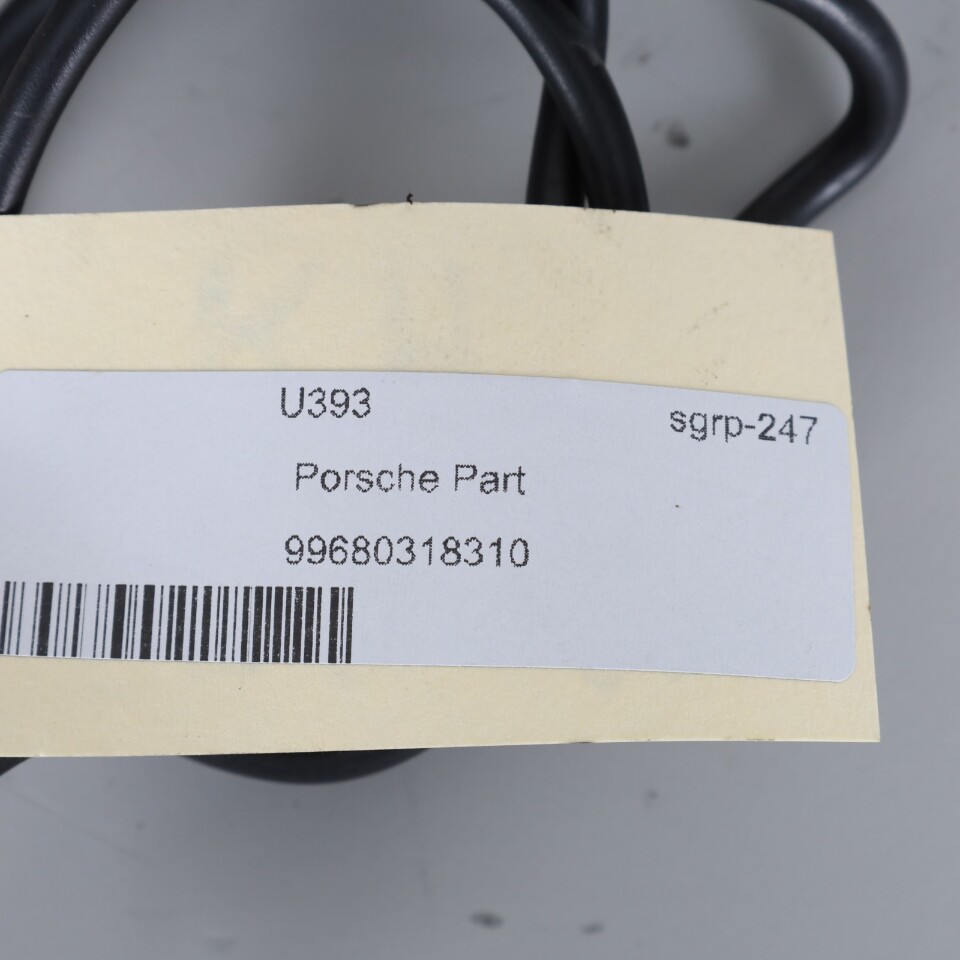 U393
sgrp-247
Porsche Part
99680318310